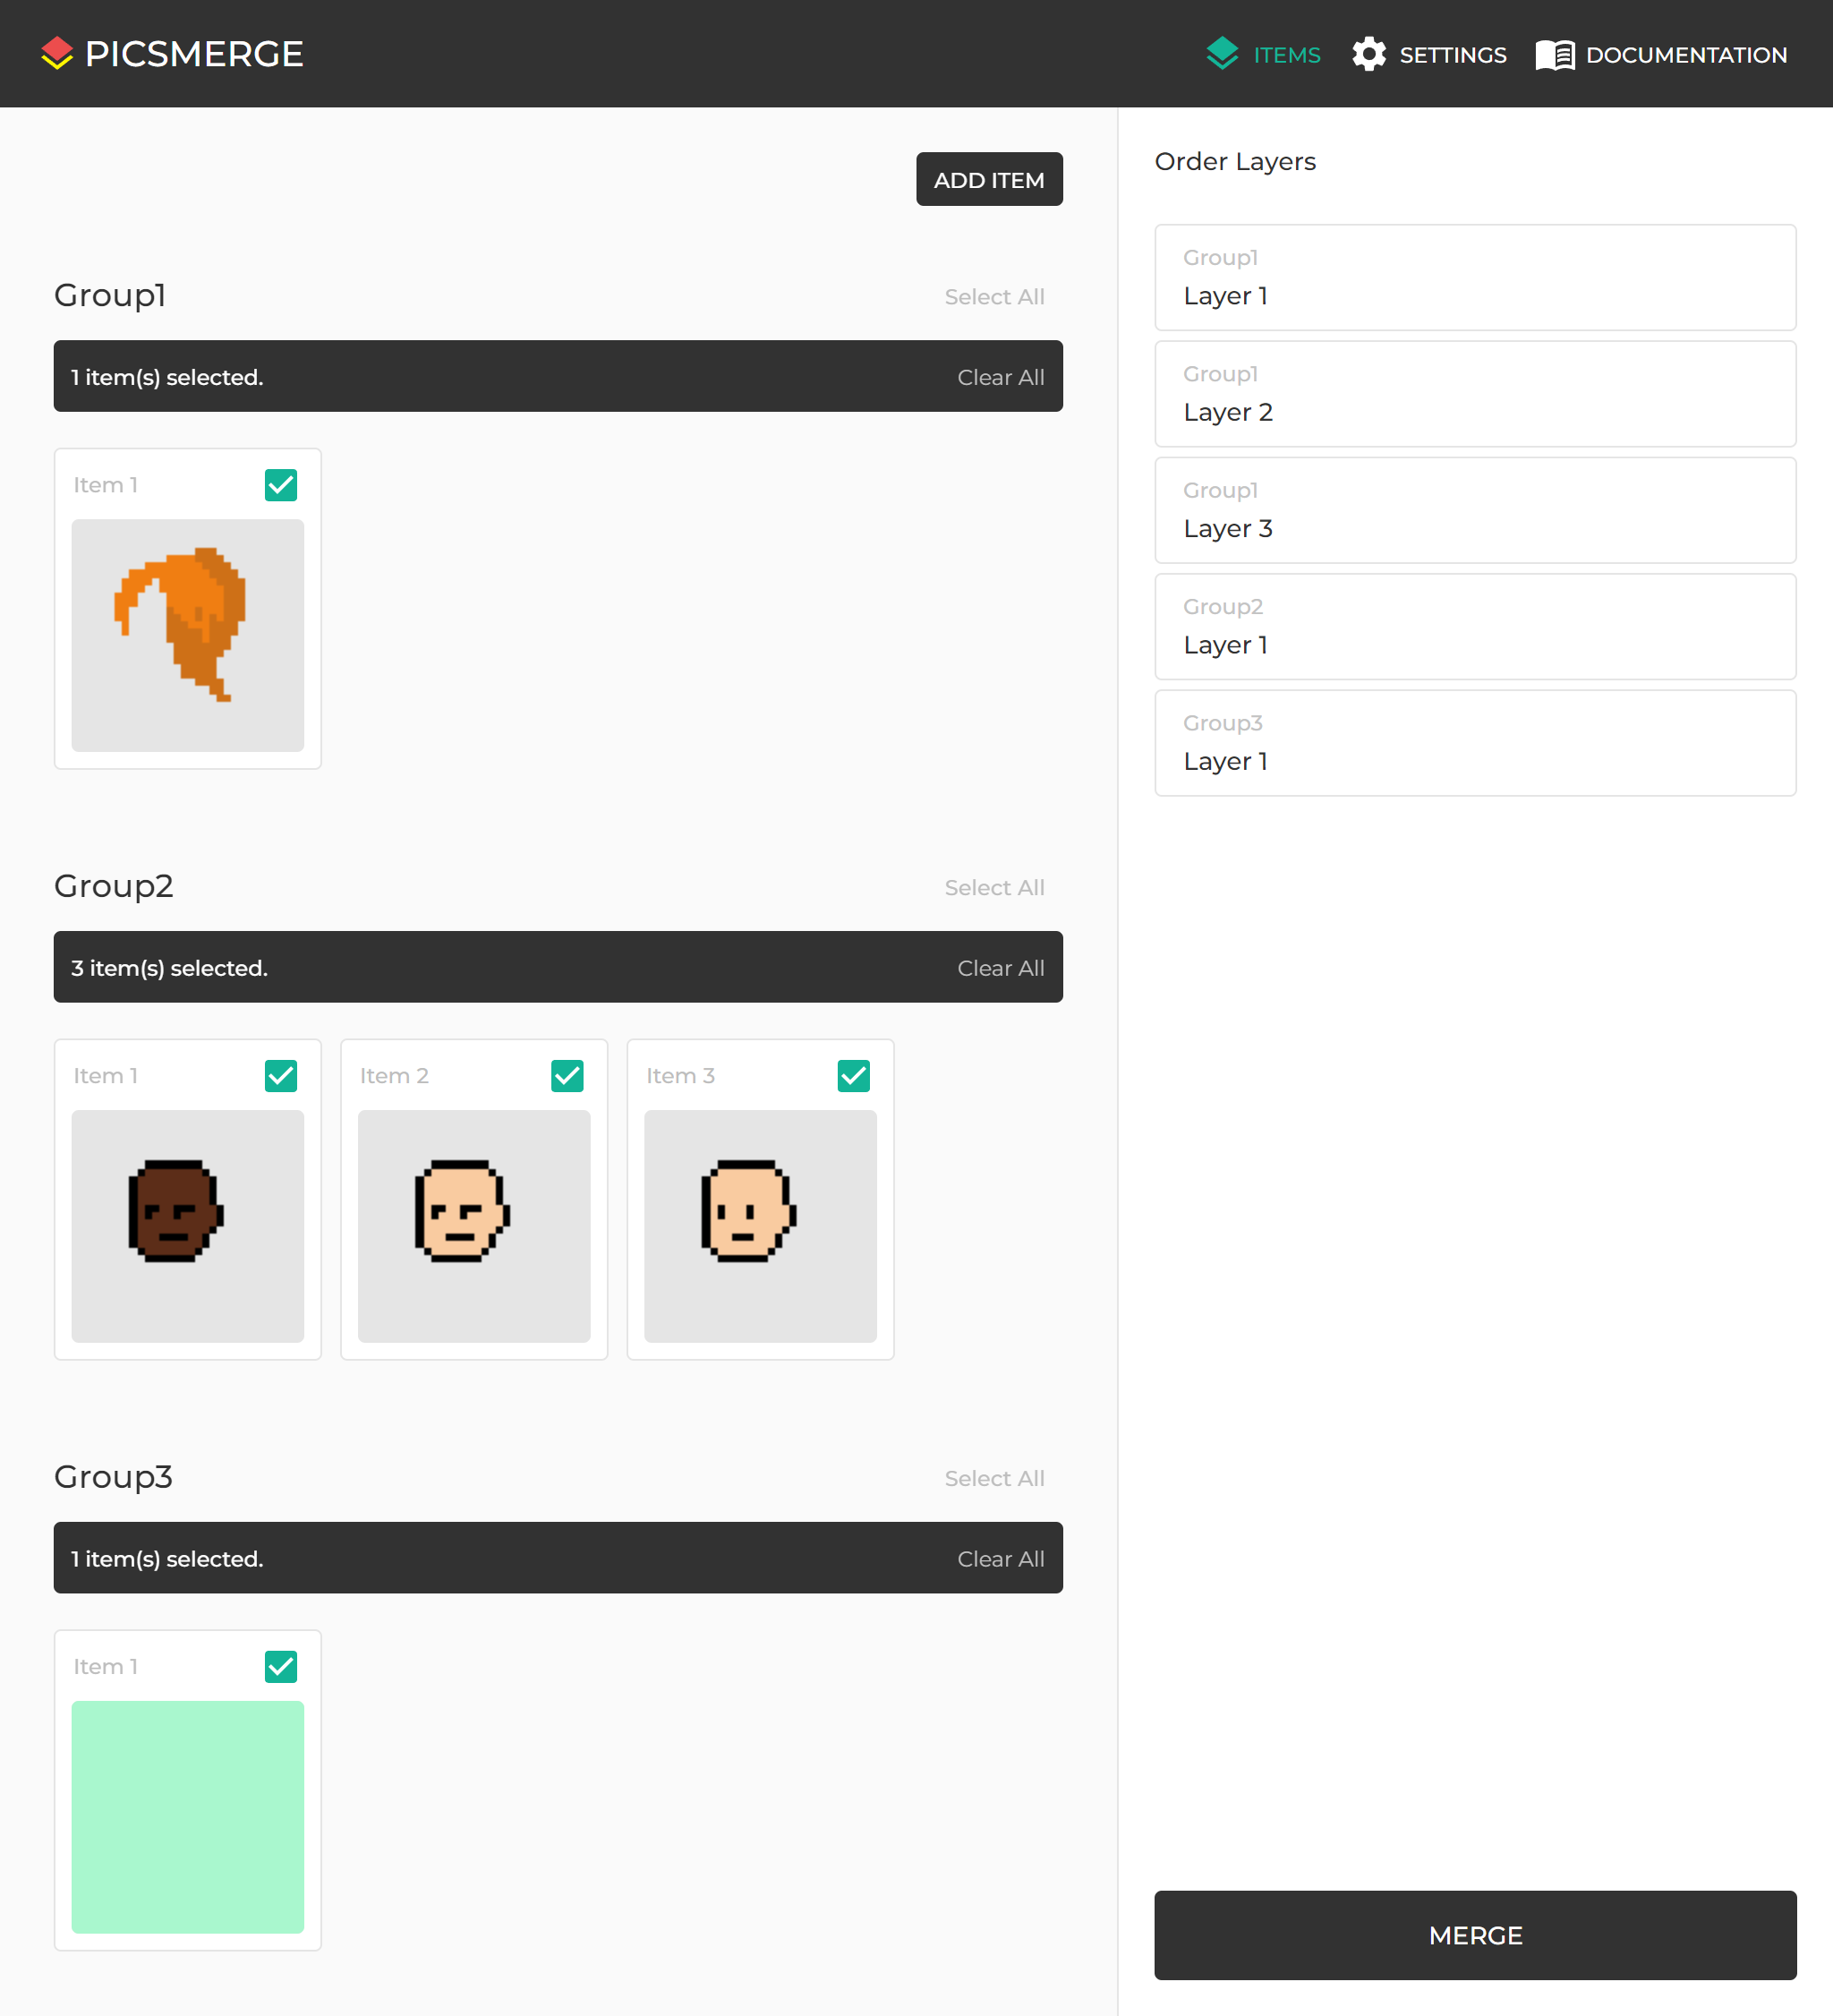 PICSMERGE
ITEMS
SETTINGS
DOCUMENTATION
ADD ITEM
Group1
Select All
1 item(s) selected.
Clear All
Item 1
Group2
Select All
3 item(s) selected.
Clear All
Item 1
Item 2
Item 3
Group3
Select All
1 item(s) selected.
Clear All
Item 1
Order Layers
Group1
Layer 1
Group1
Layer 2
Group1
Layer 3
Group2
Layer 1
Group3
Layer 1
MERGE